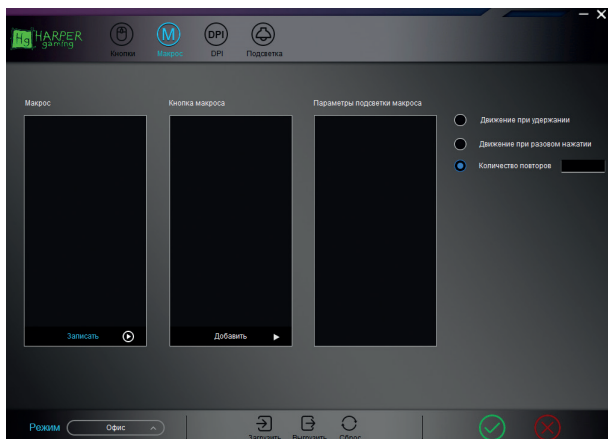 Hg HARPER
gaming
Кнопки
Макрос
DPI
DPI
Подсветка
Макрос
Кнопка макроса
Параметры подсветки макроса
Движение при удержании
Движение при разовом нажатии
Количество повторов
Записать
Добавить
Режим
Офис
Загрузить
Выгрузить
Сброс